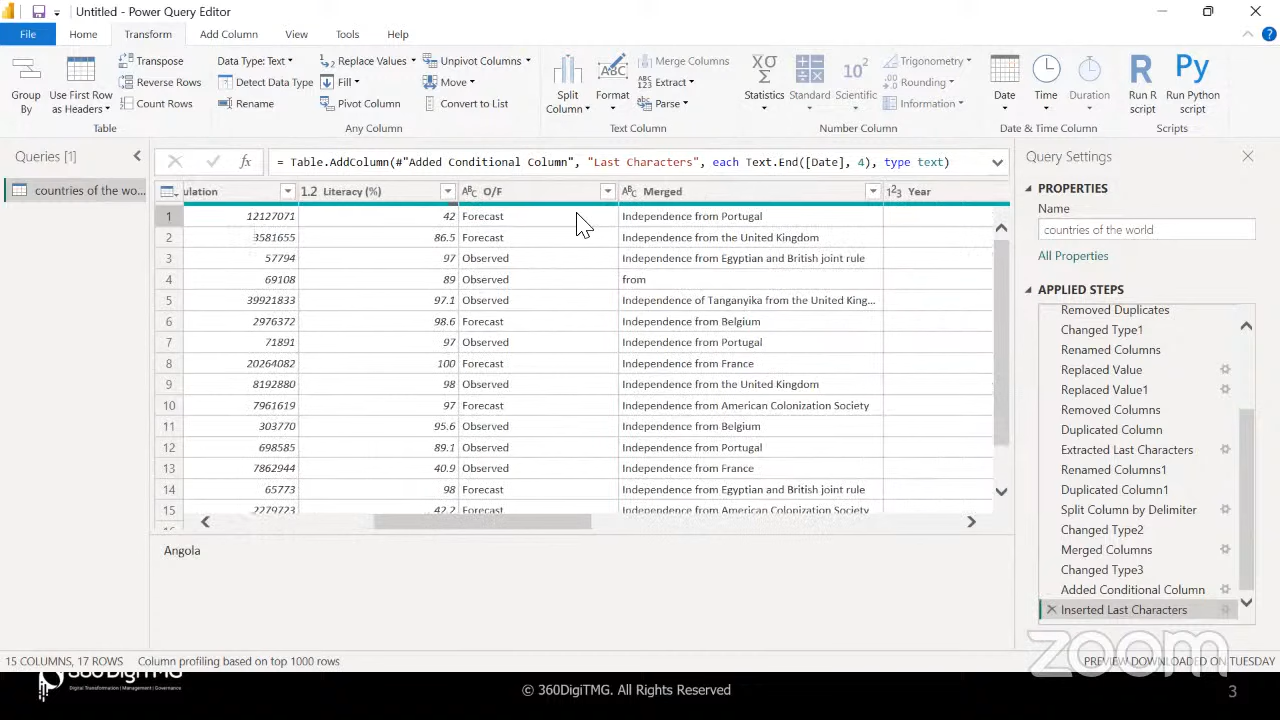 Untitled - Power Query Editor
File Home Transform Add Column View Tools Help
Group By
Use First Row as Headers
Transpose
Reverse Rows
Count Rows
Table
Data Type: Text
Detect Data Type
Rename
Replace Values
Fill
Pivot Column
Unpivot Columns
Move
Convert to List
Any Column
Split Column
Format
Merge Columns
Extract
Parse
Text Column
Statistics
Standard
Scientific
Trigonometry
Rounding
Information
Number Column
Date
Time
Duration
Date & Time Column
Run R script
Run Python script
Scripts
Queries [1]
countries of the wo...
= Table.AddColumn(#"Added Conditional Column", "Last Characters", each Text.End([Date], 4), type text)
ulation 1.2 Literacy (%) ABC O/F ABC Merged 123 Year
1 12127071 42 Forecast Independence from Portugal
2 3581655 86.5 Forecast Independence from the United Kingdom
3 57794 97 Observed Independence from Egyptian and British joint rule
4 69108 89 Observed from
5 39921833 97.1 Observed Independence of Tanganyika from the United King...
6 2976372 98.6 Forecast Independence from Belgium
7 71891 97 Observed Independence from Portugal
8 20264082 100 Forecast Independence from France
9 8192880 98 Observed Independence from the United Kingdom
10 7961619 97 Forecast Independence from American Colonization Society
11 303770 95.6 Observed Independence from Belgium
12 698585 89.1 Observed Independence from Portugal
13 7862944 40.9 Observed Independence from France
14 65773 98 Forecast Independence from Egyptian and British joint rule
15 2279723 42.2 Forecast Independence from American Colonization Society
Angola
Query Settings
PROPERTIES
Name
countries of the world
All Properties
APPLIED STEPS
Removed Duplicates
Changed Type1
Renamed Columns
Replaced Value
Replaced Value1
Removed Columns
Duplicated Column
Extracted Last Characters
Renamed Columns1
Duplicated Column1
Split Column by Delimiter
Changed Type2
Merged Columns
Changed Type3
Added Conditional Column
Inserted Last Characters
15 COLUMNS, 17 ROWS Column profiling based on top 1000 rows
PREVIEW DOWNLOADED ON TUESDAY
zoom
360DigiTMG
Digital Transformation | Management | Governance
© 360DigiTMG. All Rights Reserved
3